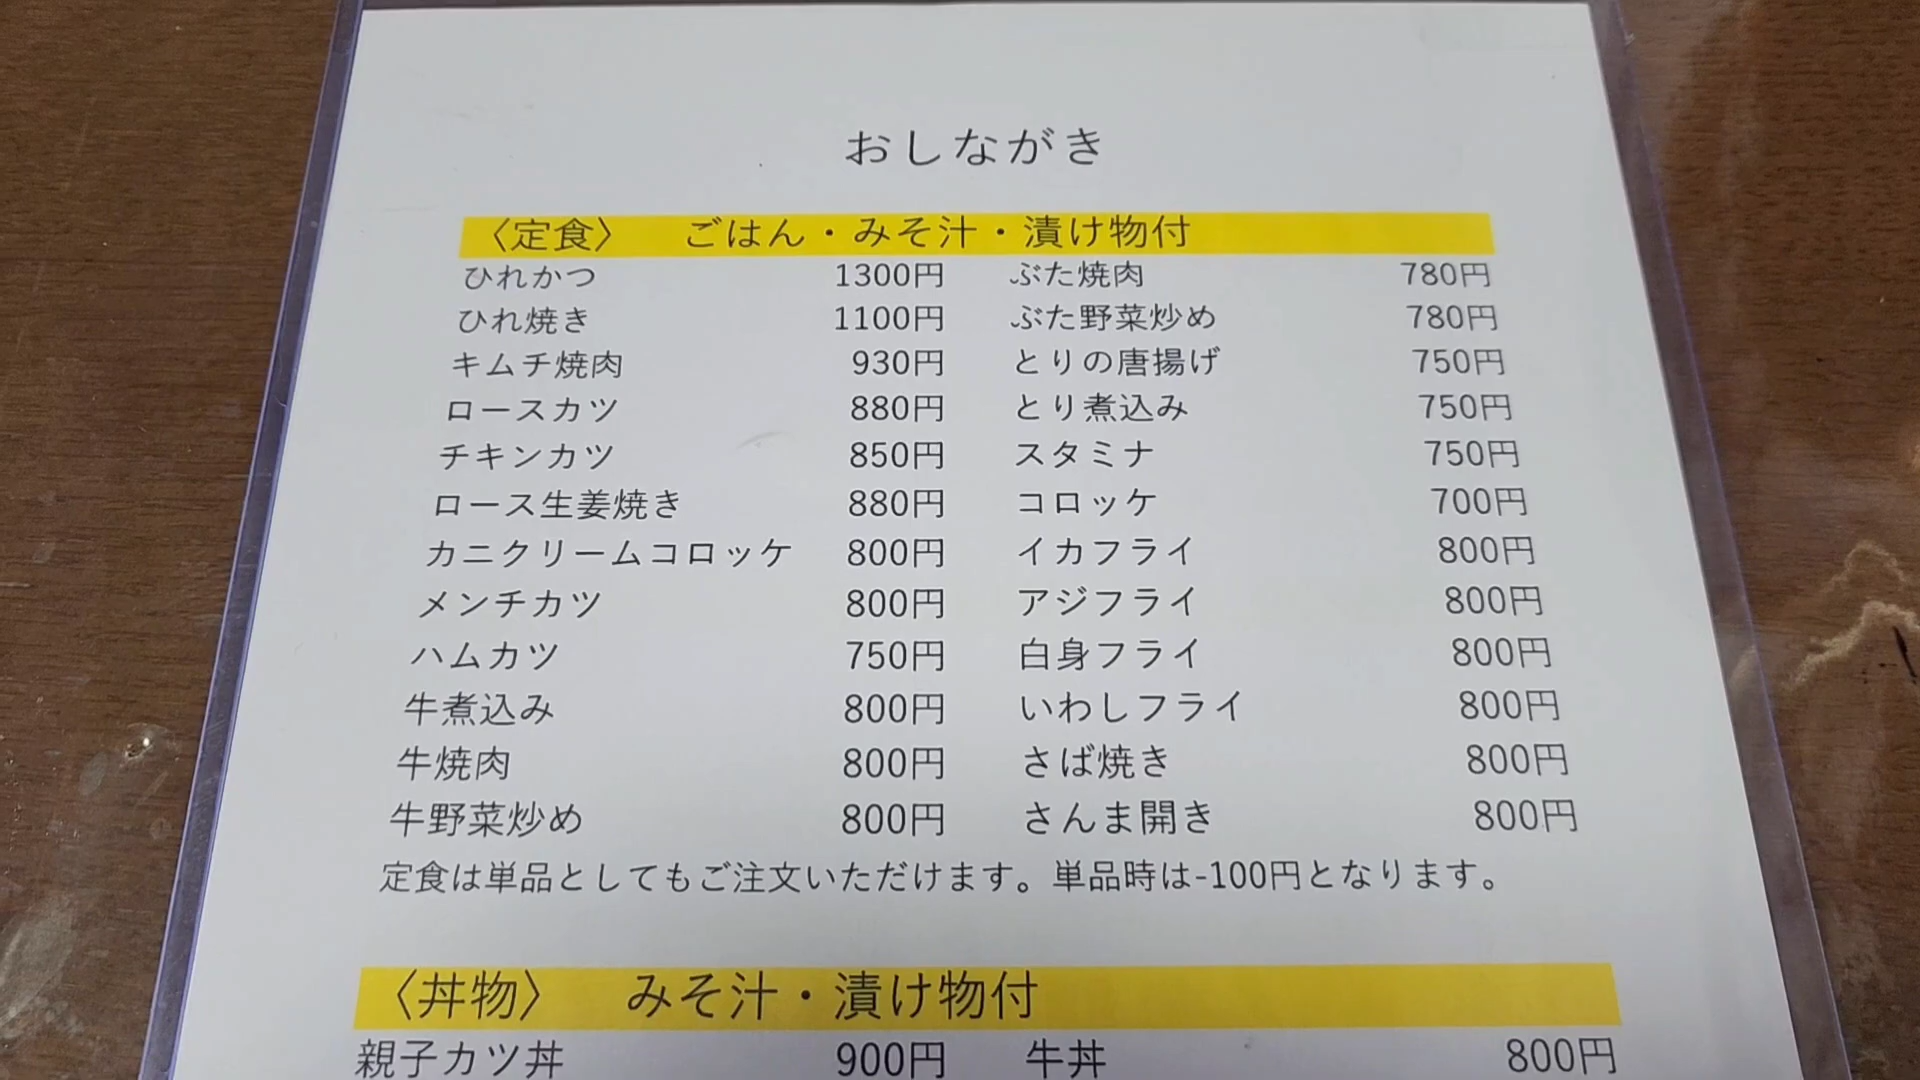 おしながき
〈定食〉 ごはん・みそ汁・漬け物付
ひれかつ 1300円 ぶた焼肉 780円
ひれ焼き 1100円 ぶた野菜炒め 780円
キムチ焼肉 930円 とりの唐揚げ 750円
ロースカツ 880円 とり煮込み 750円
チキンカツ 850円 スタミナ 750円
ロース生姜焼き 880円 コロッケ 700円
カニクリームコロッケ 800円 イカフライ 800円
メンチカツ 800円 アジフライ 800円
ハムカツ 750円 白身フライ 800円
牛煮込み 800円 いわしフライ 800円
牛焼肉 800円 さば焼き 800円
牛野菜炒め 800円 さんま開き 800円
定食は単品としてもご注文いただけます。単品時は-100円となります。
〈丼物〉 みそ汁・漬け物付
親子カツ丼 900円 牛丼 800円